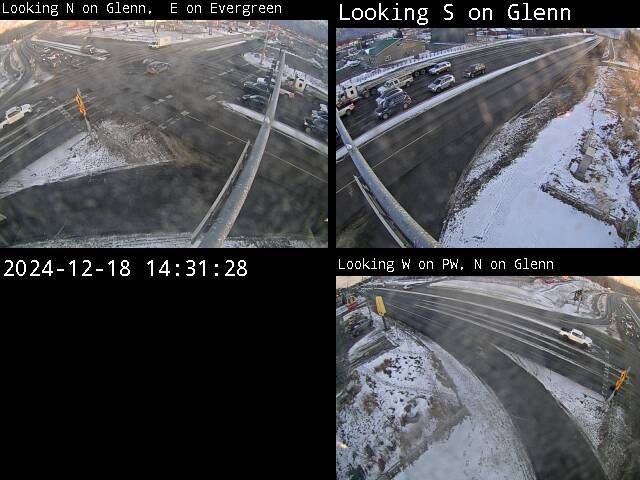 Looking N on Glenn,  E on Evergreen
Looking S on Glenn
2024-12-18 14:31:28
Looking W on PW, N on Glenn